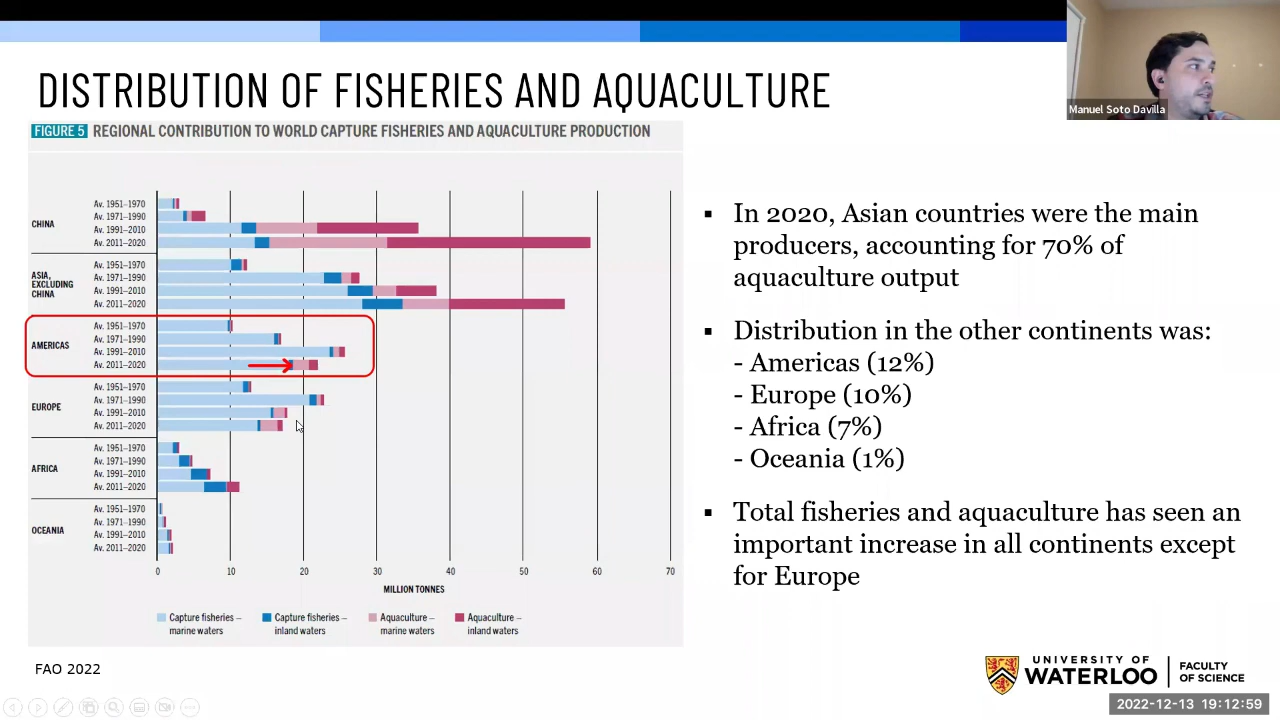 DISTRIBUTION OF FISHERIES AND AQUACULTURE
Manuel Soto Davilla
FIGURE 5 REGIONAL CONTRIBUTION TO WORLD CAPTURE FISHERIES AND AQUACULTURE PRODUCTION
CHINA
Av. 1951–1970
Av. 1971–1990
Av. 1991–2010
Av. 2011–2020
ASIA,
EXCLUDING
CHINA
Av. 1951–1970
Av. 1971–1990
Av. 1991–2010
Av. 2011–2020
AMERICAS
Av. 1951–1970
Av. 1971–1990
Av. 1991–2010
Av. 2011–2020
EUROPE
Av. 1951–1970
Av. 1971–1990
Av. 1991–2010
Av. 2011–2020
AFRICA
Av. 1951–1970
Av. 1971–1990
Av. 1991–2010
Av. 2011–2020
OCEANIA
Av. 1951–1970
Av. 1971–1990
Av. 1991–2010
Av. 2011–2020
0 10 20 30 40 50 60 70
MILLION TONNES
Capture fisheries –
marine waters
Capture fisheries –
inland waters
Aquaculture –
marine waters
Aquaculture –
inland waters
▪ In 2020, Asian countries were the main
producers, accounting for 70% of
aquaculture output
▪ Distribution in the other continents was:
- Americas (12%)
- Europe (10%)
- Africa (7%)
- Oceania (1%)
▪ Total fisheries and aquaculture has seen an
important increase in all continents except
for Europe
FAO 2022
UNIVERSITY OF
WATERLOO
FACULTY
OF SCIENCE
2022-12-13 19:12:59